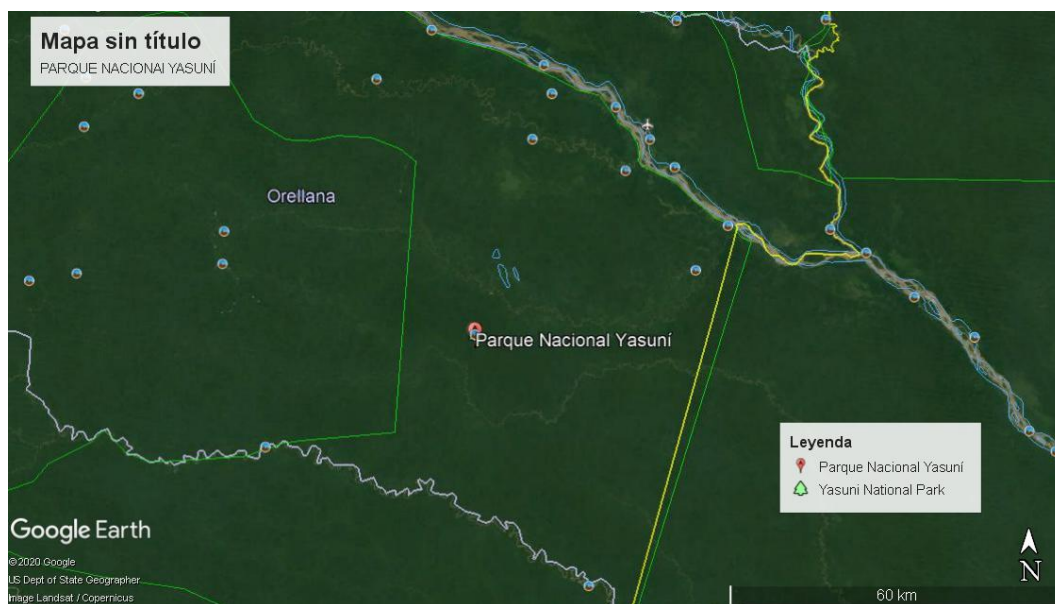 Mapa sin título
PARQUE NACIONAl YASUNÍ
Orellana
Parque Nacional Yasuní
Leyenda
Parque Nacional Yasuní
Yasuni National Park
Google Earth
©2020 Google
US Dept of State Geographer
Image Landsat / Copernicus
N
60 km